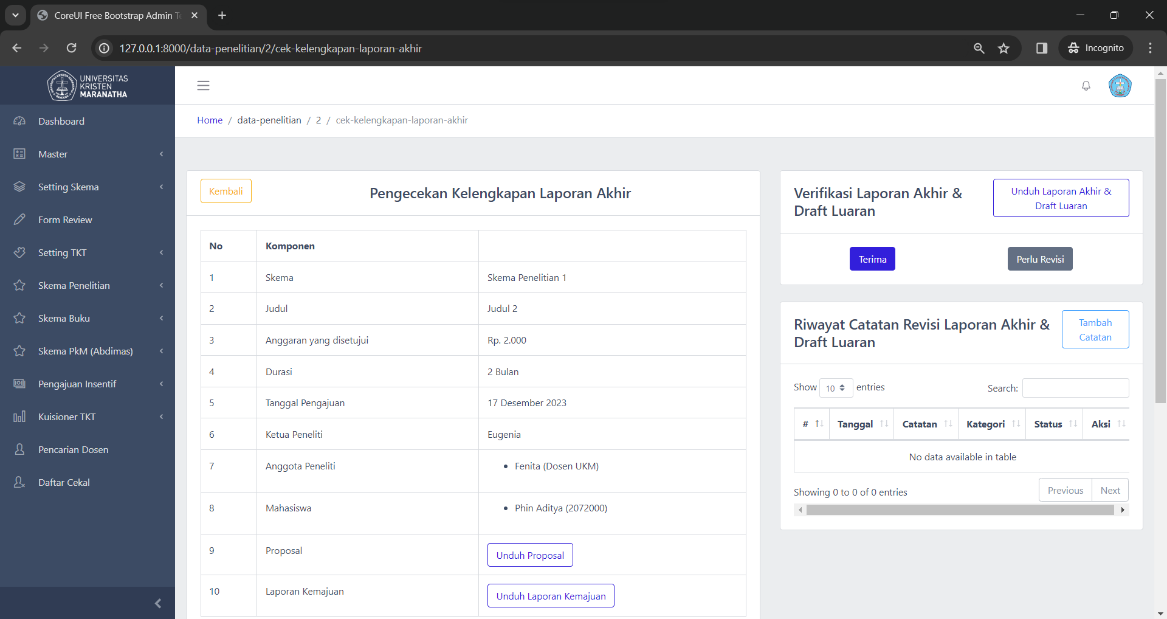 CoreUI Free Bootstrap Admin T
127.0.0.1:8000/data-penelitian/2/cek-kelengkapan-laporan-akhir
Incognito
UNIVERSITAS
KRISTEN
MARANATHA
Dashboard
Master
Setting Skema
Form Review
Setting TKT
Skema Penelitian
Skema Buku
Skema PkM (Abdimas)
Pengajuan Insentif
Kuisioner TKT
Pencarian Dosen
Daftar Cekal
Home / data-penelitian / 2 / cek-kelengkapan-laporan-akhir
Kembali
Pengecekan Kelengkapan Laporan Akhir
No Komponen
1 Skema Skema Penelitian 1
2 Judul Judul 2
3 Anggaran yang disetujui Rp. 2.000
4 Durasi 2 Bulan
5 Tanggal Pengajuan 17 Desember 2023
6 Ketua Peneliti Eugenia
7 Anggota Peneliti • Fenita (Dosen UKM)
8 Mahasiswa • Phin Aditya (2072000)
9 Proposal Unduh Proposal
10 Laporan Kemajuan Unduh Laporan Kemajuan
Verifikasi Laporan Akhir &
Draft Luaran
Unduh Laporan Akhir &
Draft Luaran
Terima Perlu Revisi
Riwayat Catatan Revisi Laporan Akhir &
Draft Luaran
Tambah
Catatan
Show 10 entries Search:
# Tanggal Catatan Kategori Status Aksi
No data available in table
Showing 0 to 0 of 0 entries
Previous Next